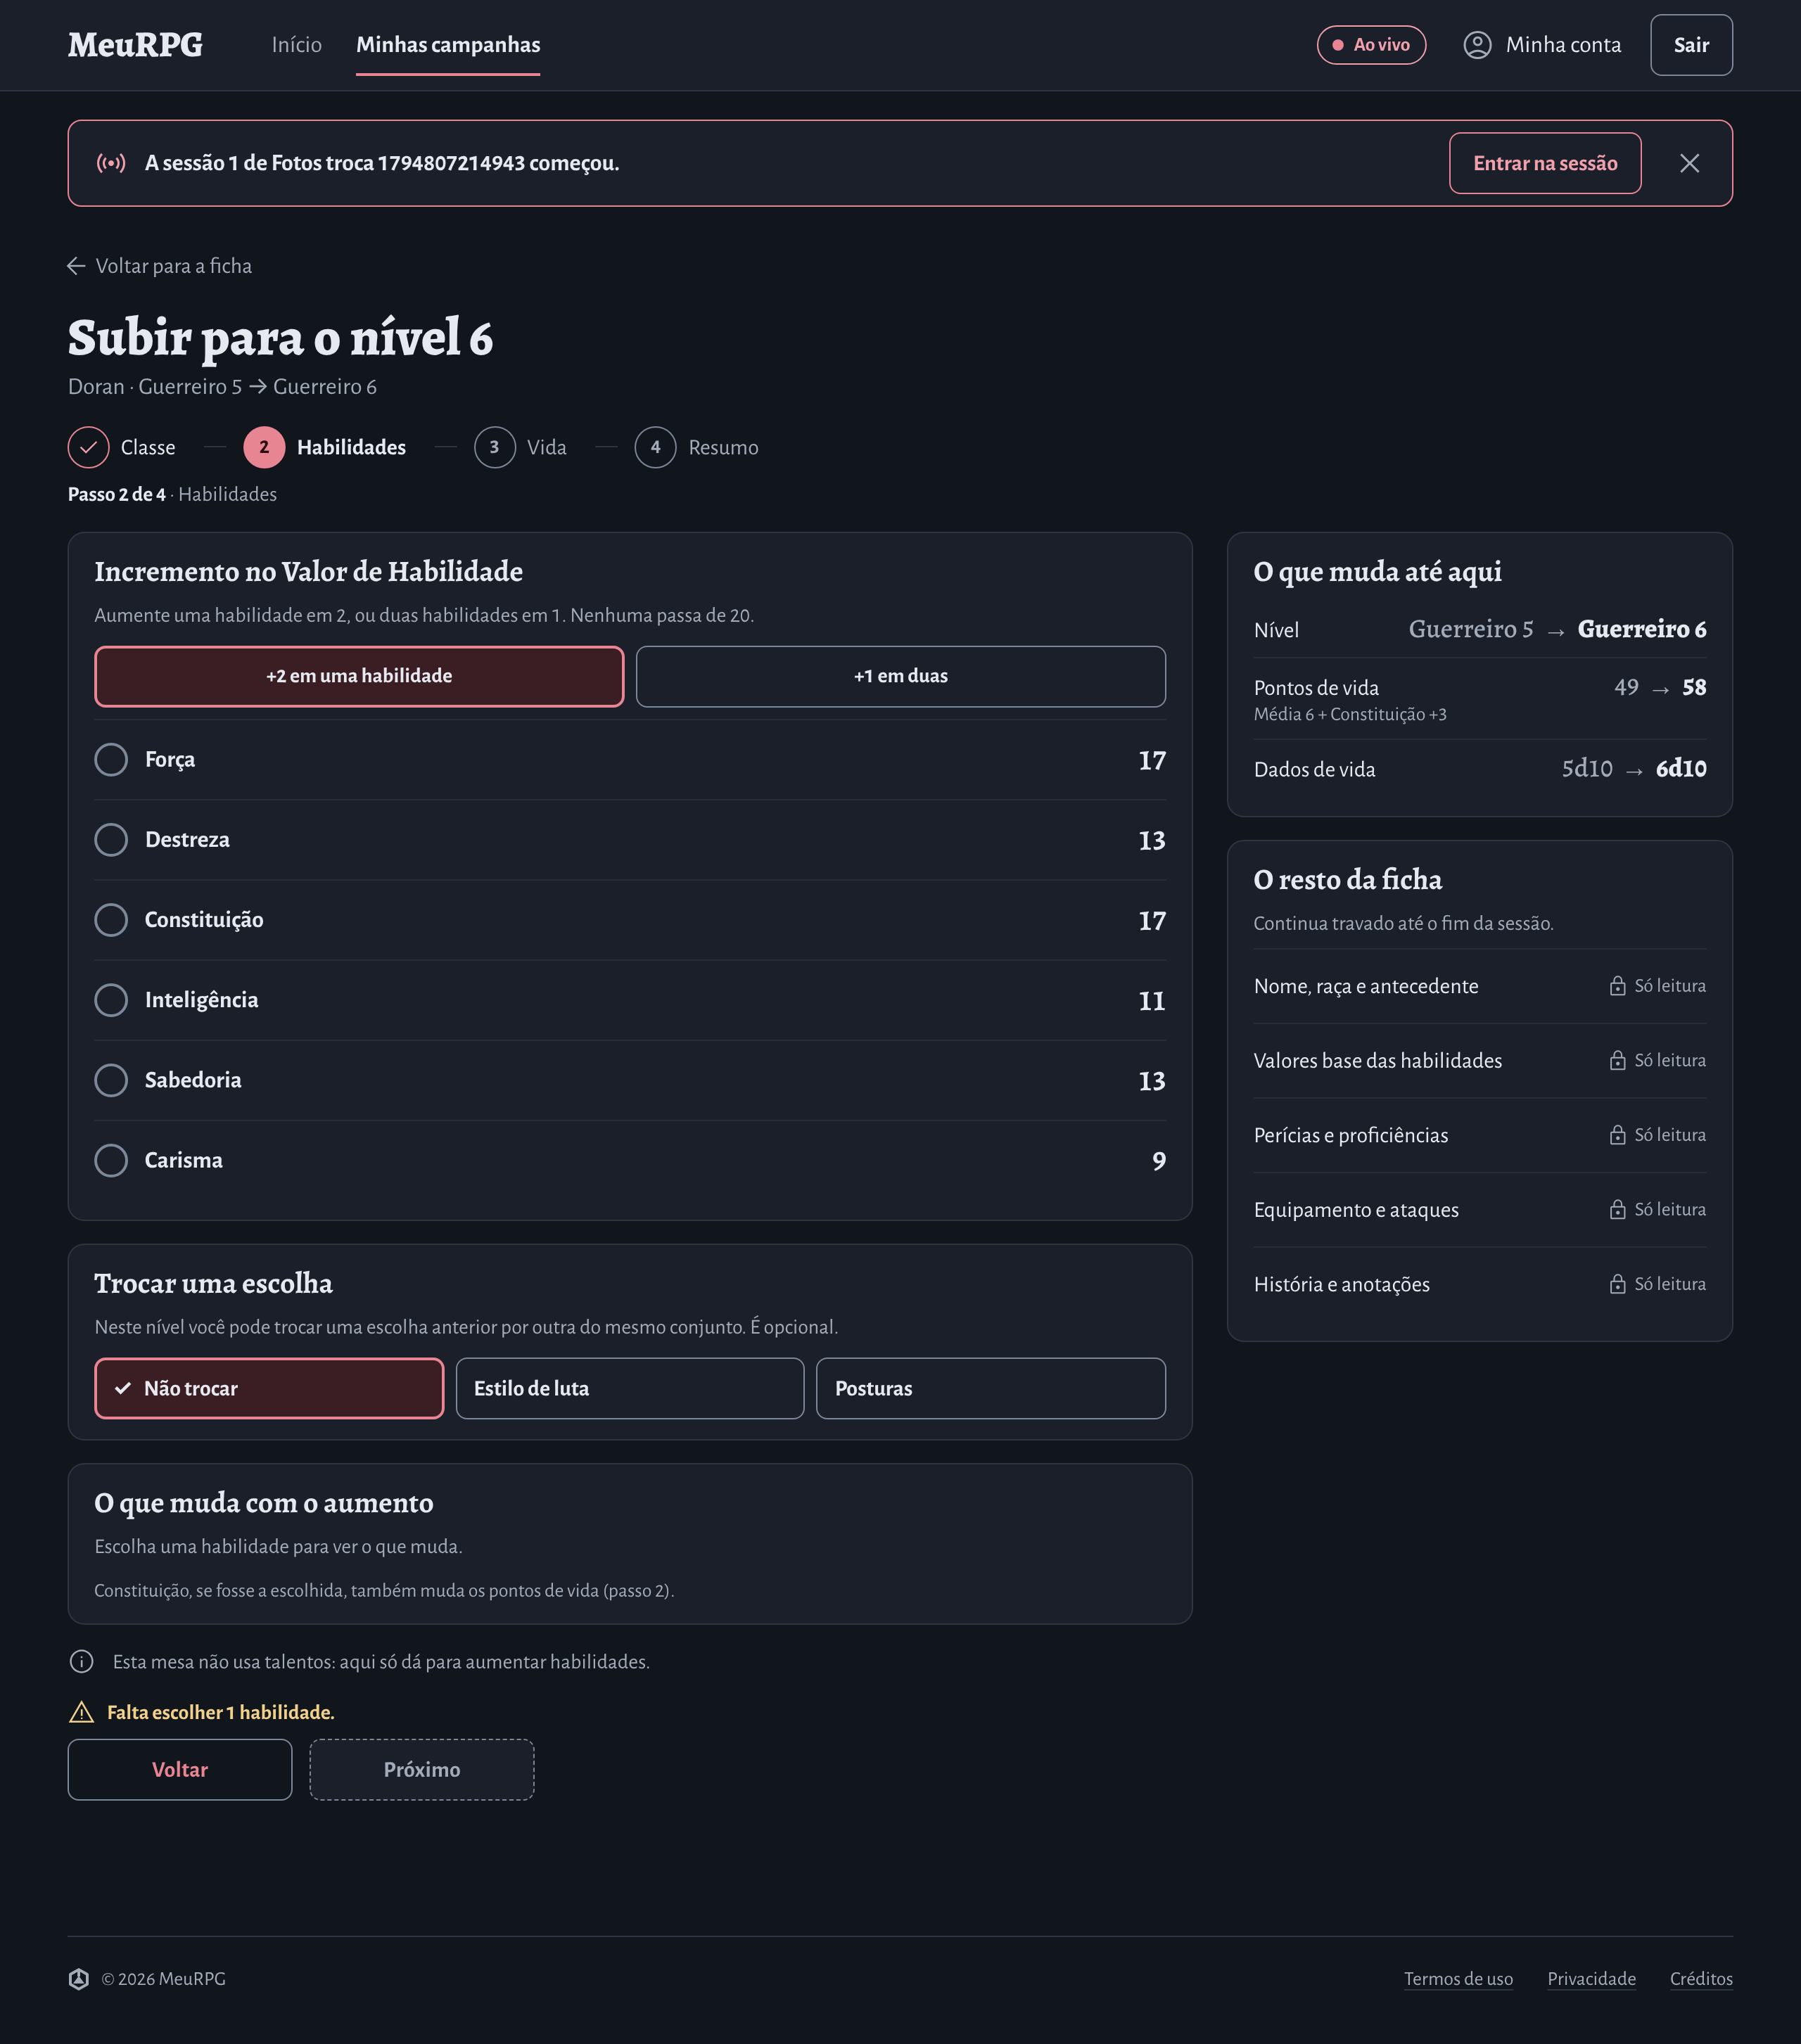 MeuRPG
Início
Minhas campanhas
Ao vivo
Minha conta
Sair
A sessão 1 de Fotos troca 1794807214943 começou.
Entrar na sessão
Voltar para a ficha
Subir para o nível 6
Doran · Guerreiro 5 → Guerreiro 6
Classe
2 Habilidades
3 Vida
4 Resumo
Passo 2 de 4 · Habilidades
Incremento no Valor de Habilidade
Aumente uma habilidade em 2, ou duas habilidades em 1. Nenhuma passa de 20.
+2 em uma habilidade
+1 em duas
Força 17
Destreza 13
Constituição 17
Inteligência 11
Sabedoria 13
Carisma 9
Trocar uma escolha
Neste nível você pode trocar uma escolha anterior por outra do mesmo conjunto. É opcional.
Não trocar
Estilo de luta
Posturas
O que muda com o aumento
Escolha uma habilidade para ver o que muda.
Constituição, se fosse a escolhida, também muda os pontos de vida (passo 2).
Esta mesa não usa talentos: aqui só dá para aumentar habilidades.
Falta escolher 1 habilidade.
Voltar
Próximo
O que muda até aqui
Nível Guerreiro 5 → Guerreiro 6
Pontos de vida 49 → 58
Média 6 + Constituição +3
Dados de vida 5d10 → 6d10
O resto da ficha
Continua travado até o fim da sessão.
Nome, raça e antecedente Só leitura
Valores base das habilidades Só leitura
Perícias e proficiências Só leitura
Equipamento e ataques Só leitura
História e anotações Só leitura
© 2026 MeuRPG
Termos de uso
Privacidade
Créditos